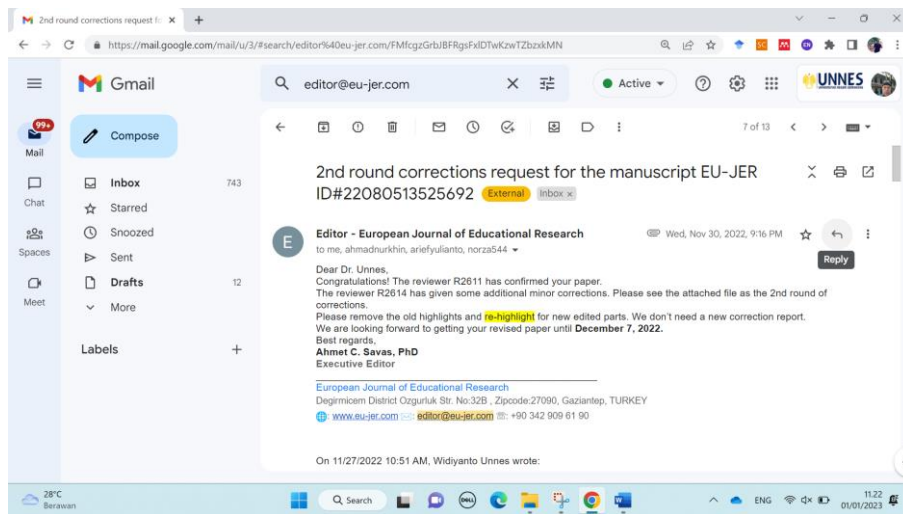 2nd round corrections request fo
https://mail.google.com/mail/u/3/#search/editor%40eu-jer.com/FMfcgzGrbJBFRgsFxlDTwKzwTZbzxkMN
Gmail
editor@eu-jer.com
Active
UNNES
99+
Mail
Chat
Spaces
Meet
Compose
Inbox 743
Starred
Snoozed
Sent
Drafts 12
More
Labels
7 of 13
2nd round corrections request for the manuscript EU-JER
ID#22080513525692 External Inbox ×
E
Editor - European Journal of Educational Research Wed, Nov 30, 2022, 9:16 PM
to me, ahmadnurkhin, ariefyulianto, norza544
Reply
Dear Dr. Unnes,
Congratulations! The reviewer R2611 has confirmed your paper.
The reviewer R2614 has given some additional minor corrections. Please see the attached file as the 2nd round of
corrections.
Please remove the old highlights and re-highlight for new edited parts. We don't need a new correction report.
We are looking forward to getting your revised paper until December 7, 2022.
Best regards,
Ahmet C. Savas, PhD
Executive Editor
European Journal of Educational Research
Degirmicem District Ozgurluk Str. No:32B , Zipcode:27090, Gaziantep, TURKEY
: www.eu-jer.com : editor@eu-jer.com : +90 342 909 61 90
On 11/27/2022 10:51 AM, Widiyanto Unnes wrote:
28°C
Berawan
Search
DELL
ENG
11.22
01/01/2023